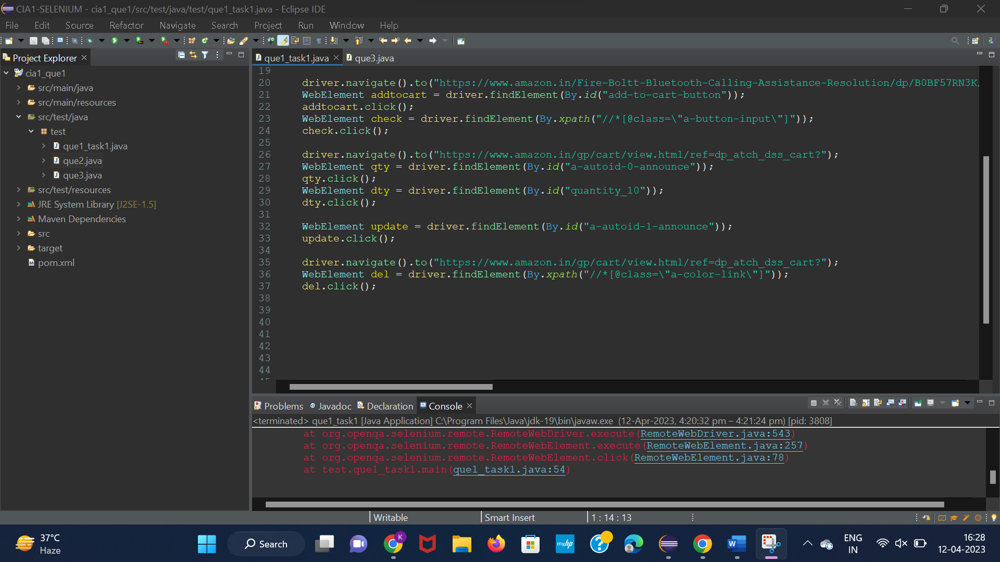 CIA1-SELENIUM - cia1_que1/src/test/java/test/que1_task1.java - Eclipse IDE
File Edit Source Refactor Navigate Search Project Run Window Help
Project Explorer
cia1_que1
src/main/java
src/main/resources
src/test/java
test
que1_task1.java
que2.java
que3.java
src/test/resources
JRE System Library [J2SE-1.5]
Maven Dependencies
src
target
pom.xml
que1_task1.java que3.java
19
20 driver.navigate().to("https://www.amazon.in/Fire-Boltt-Bluetooth-Calling-Assistance-Resolution/dp/B0BF57RN3K/
21 WebElement addtocart = driver.findElement(By.id("add-to-cart-button"));
22 addtocart.click();
23 WebElement check = driver.findElement(By.xpath("//*[@class=\"a-button-input\"]"));
24 check.click();
25
26 driver.navigate().to("https://www.amazon.in/gp/cart/view.html/ref=dp_atch_dss_cart?");
27 WebElement qty = driver.findElement(By.id("a-autoid-0-announce"));
28 qty.click();
29 WebElement dty = driver.findElement(By.id("quantity_10"));
30 dty.click();
31
32 WebElement update = driver.findElement(By.id("a-autoid-1-announce"));
33 update.click();
34
35 driver.navigate().to("https://www.amazon.in/gp/cart/view.html/ref=dp_atch_dss_cart?");
36 WebElement del = driver.findElement(By.xpath("//*[@class=\"a-color-link\"]"));
37 del.click();
38
39
40
41
42
43
44
Problems Javadoc Declaration Console
<terminated> que1_task1 [Java Application] C:\Program Files\Java\jdk-19\bin\javaw.exe (12-Apr-2023, 4:20:32 pm – 4:21:24 pm) [pid: 3808]
at org.openqa.selenium.remote.RemoteWebDriver.execute(RemoteWebDriver.java:543)
at org.openqa.selenium.remote.RemoteWebElement.execute(RemoteWebElement.java:257)
at org.openqa.selenium.remote.RemoteWebElement.click(RemoteWebElement.java:78)
at test.que1_task1.main(que1_task1.java:54)
Writable Smart Insert 1 : 14 : 13
37°C
Haze
Search
K
myhp
W
ENG
IN
16:28
12-04-2023